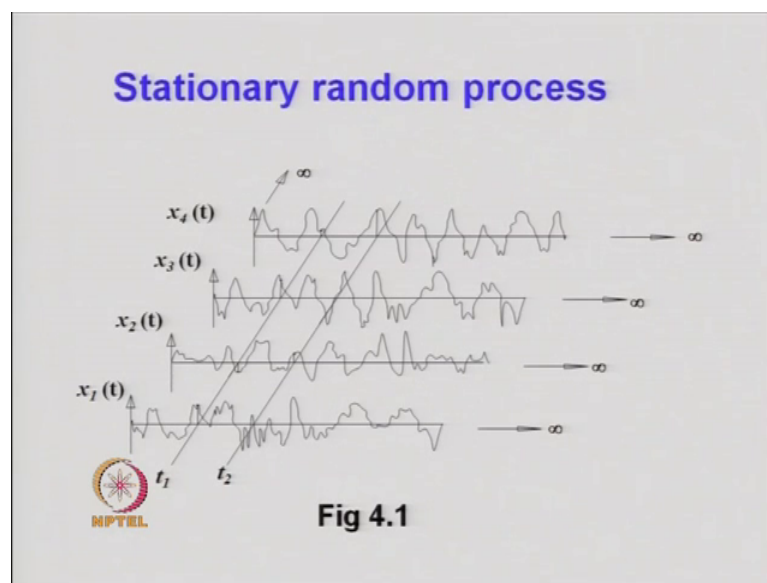 Stationary random process
∞
x4 (t)
∞
x3 (t)
∞
x2 (t)
∞
x1 (t)
∞
t1
t2
NPTEL
Fig 4.1